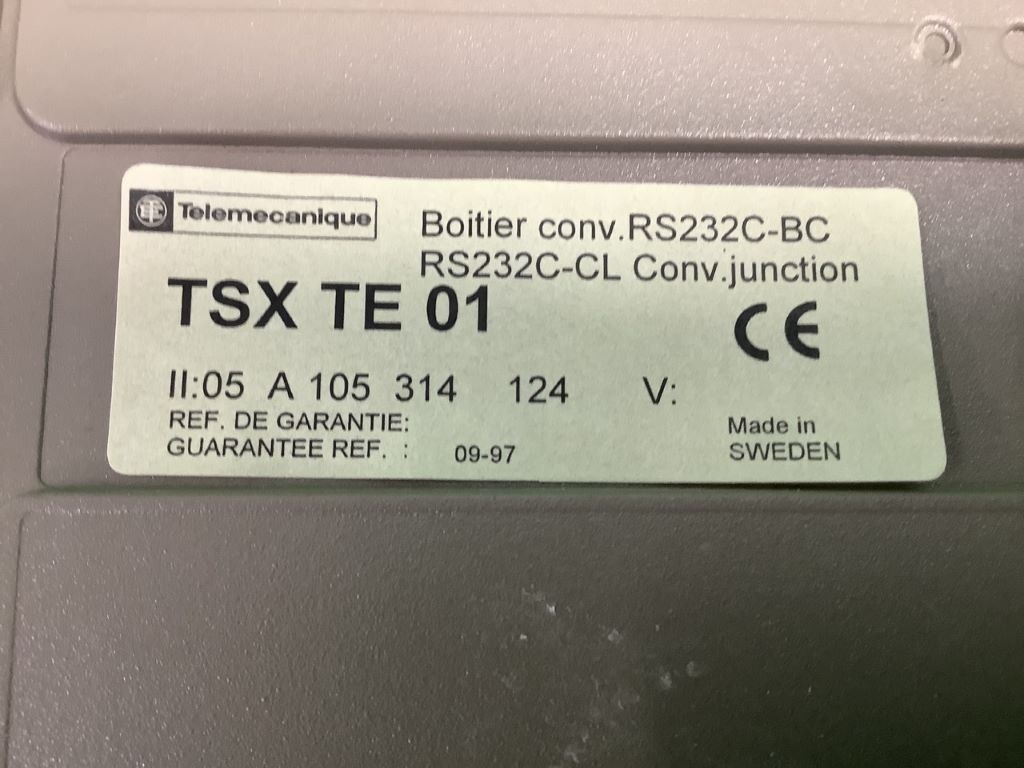 Telemecanique
Boitier conv.RS232C-BC
RS232C-CL Conv.junction
TSX TE 01
CE
II:05 A 105 314 124 V:
REF. DE GARANTIE:
GUARANTEE REF. : 09-97
Made in
SWEDEN